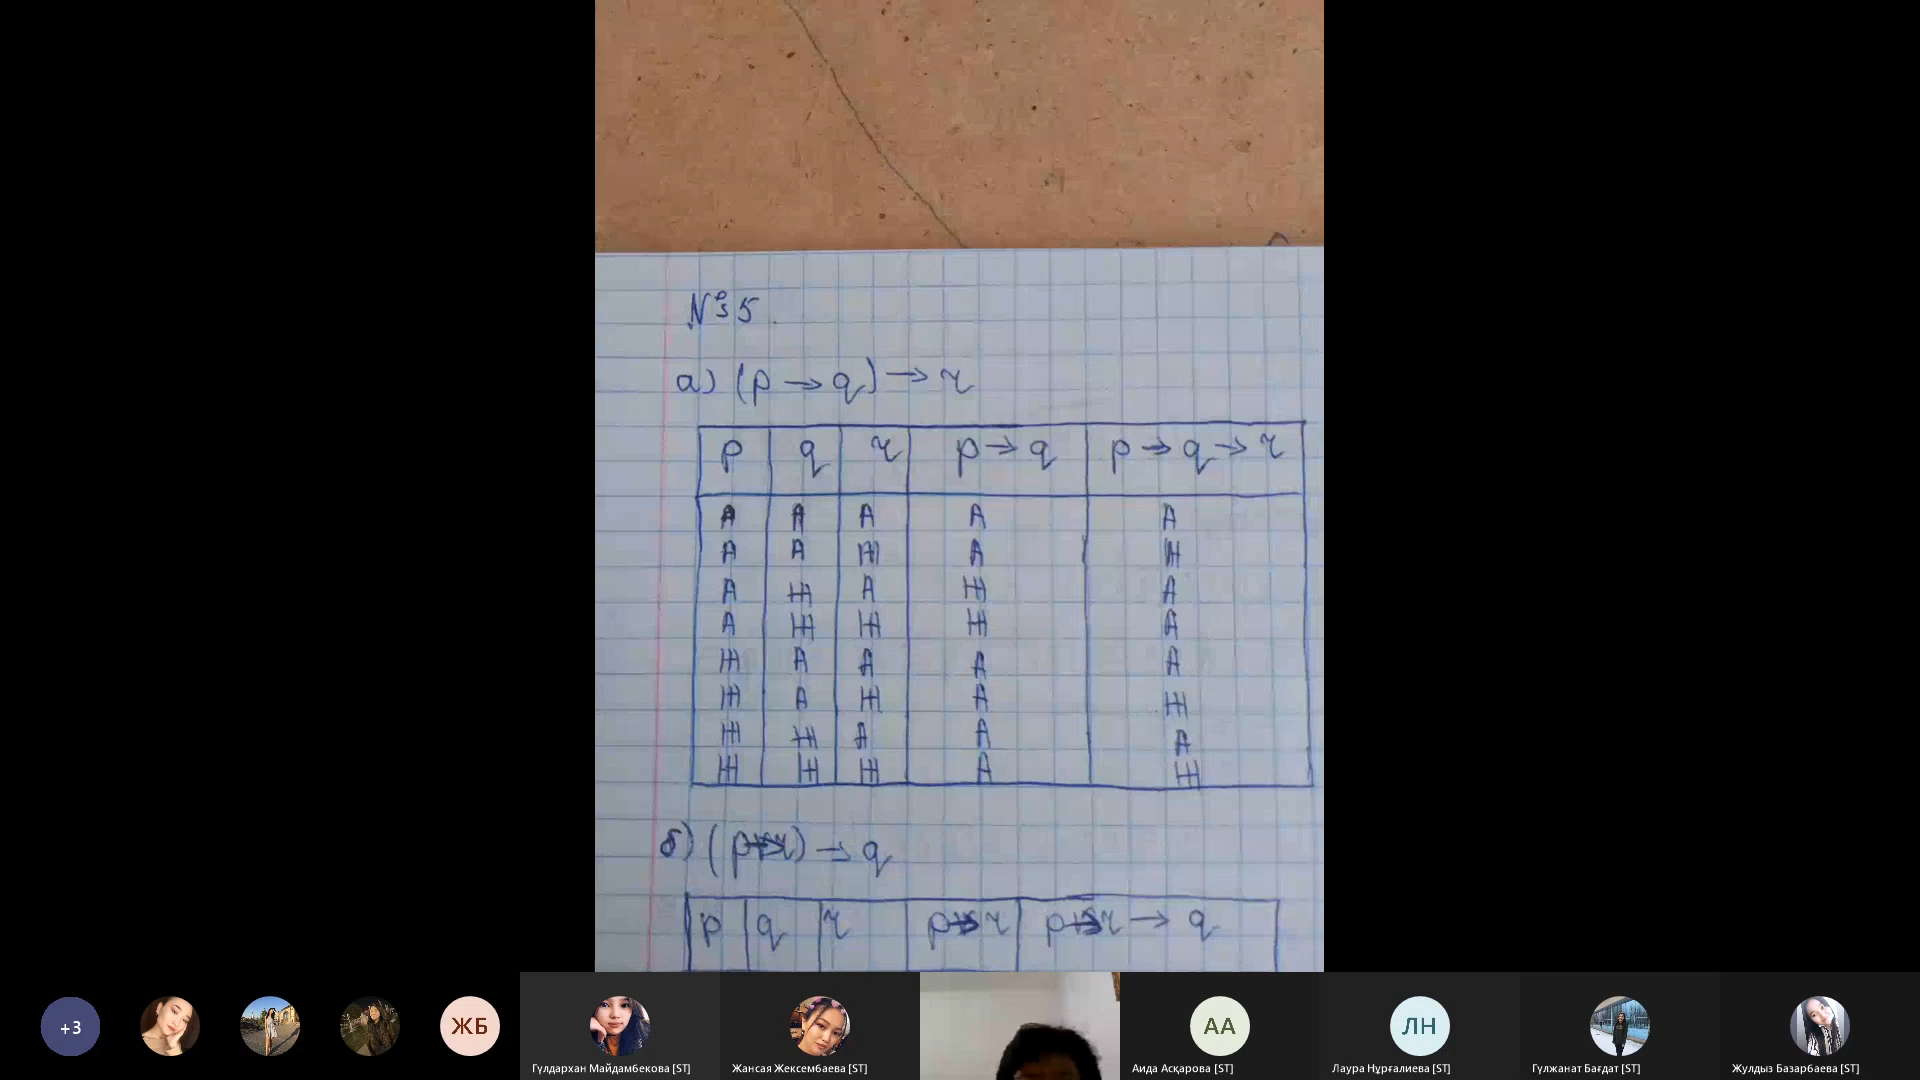 №5.
а) (p → q) → r
p q r p → q p → q → r
А А А А А
А А Ж А Ж
А Ж А Ж А
А Ж Ж Ж А
Ж А А А А
Ж А Ж А Ж
Ж Ж А А А
Ж Ж Ж А Ж
б) (p → r) → q
p q r p → r p → r → q
+3
ЖБ
Гүлдархан Майдамбекова [ST]
Жансая Жексембаева [ST]
АА
Аида Асқарова [ST]
ЛН
Лаура Нұрғалиева [ST]
Гүлжанат Бағдат [ST]
Жулдыз Базарбаева [ST]